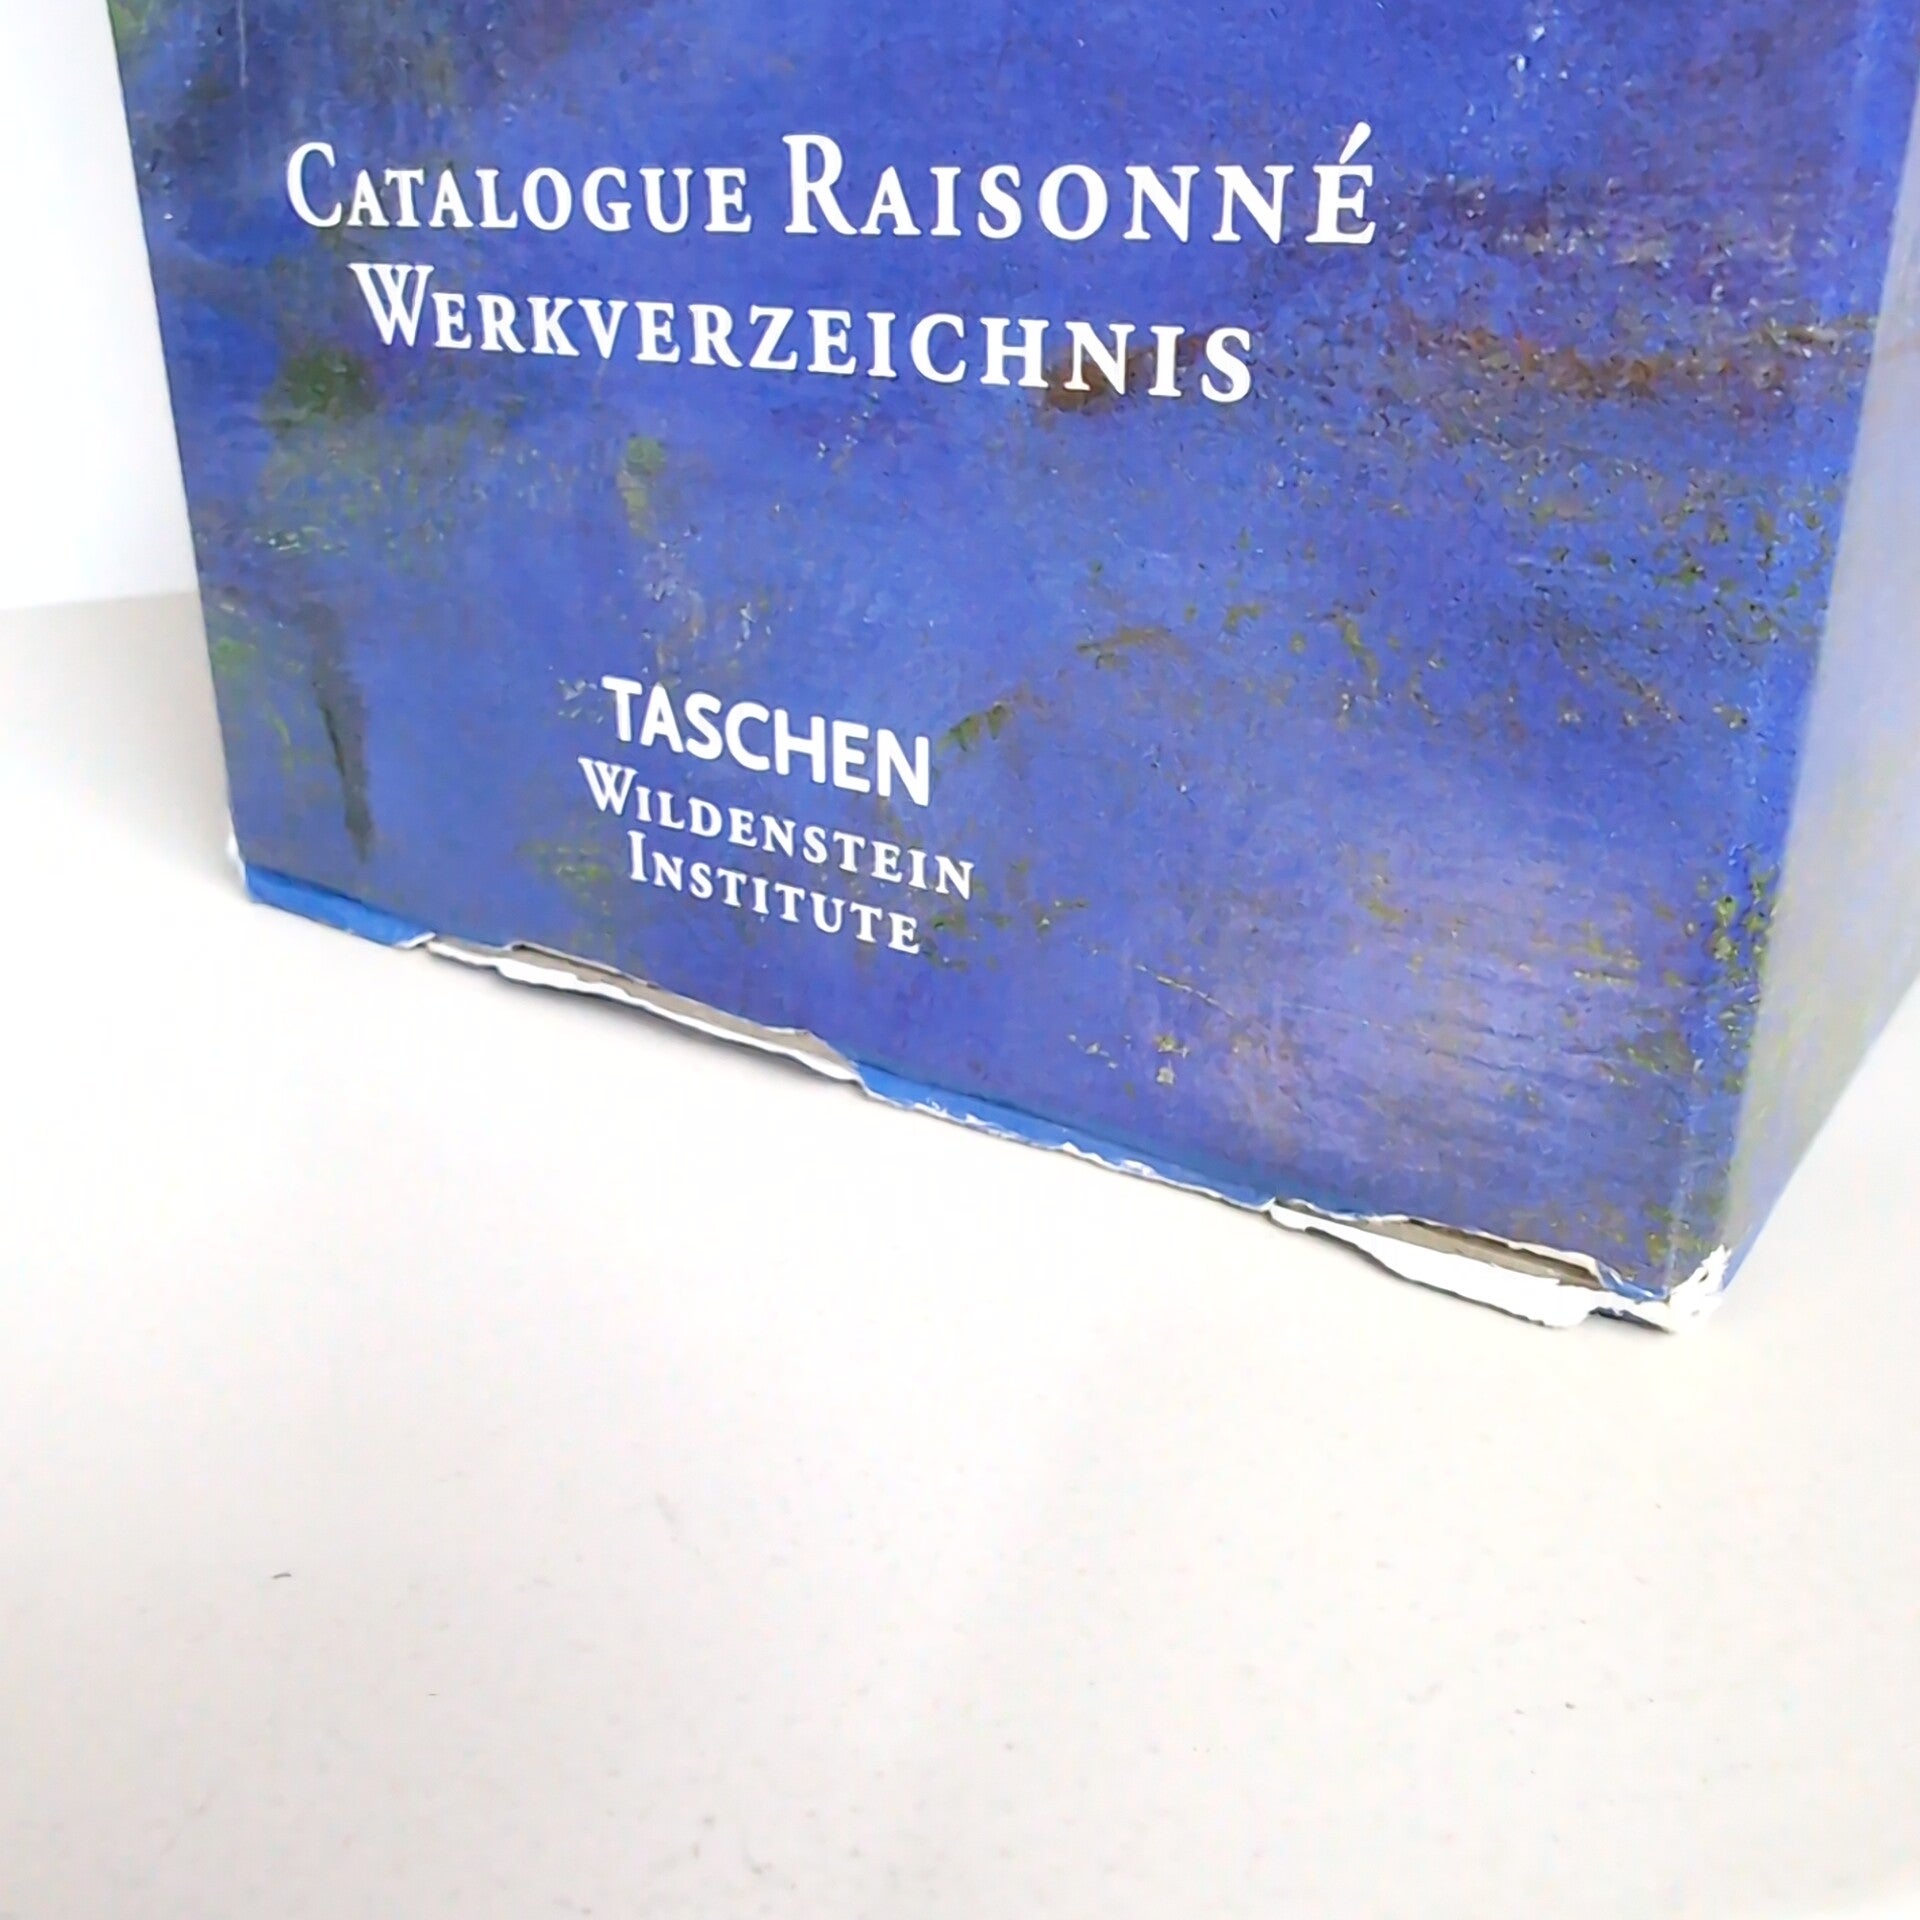 CATALOGUE RAISONNÉ
WERKVERZEICHNIS
TASCHEN
WILDENSTEIN
INSTITUTE